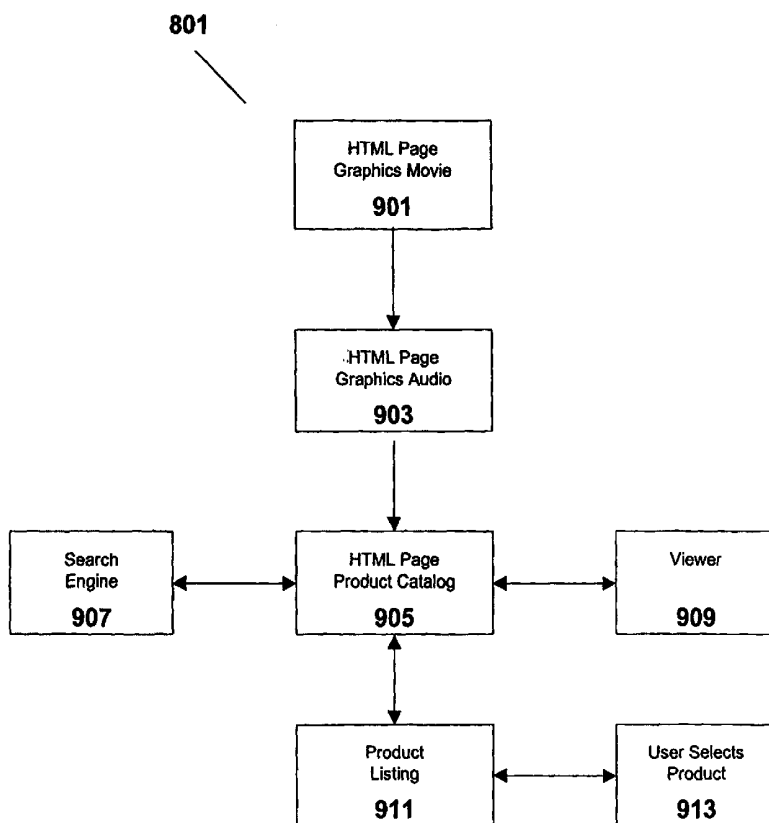 801
HTML Page
Graphics Movie
901
HTML Page
Graphics Audio
903
Search
Engine
907
HTML Page
Product Catalog
905
Viewer
909
Product
Listing
911
User Selects
Product
913